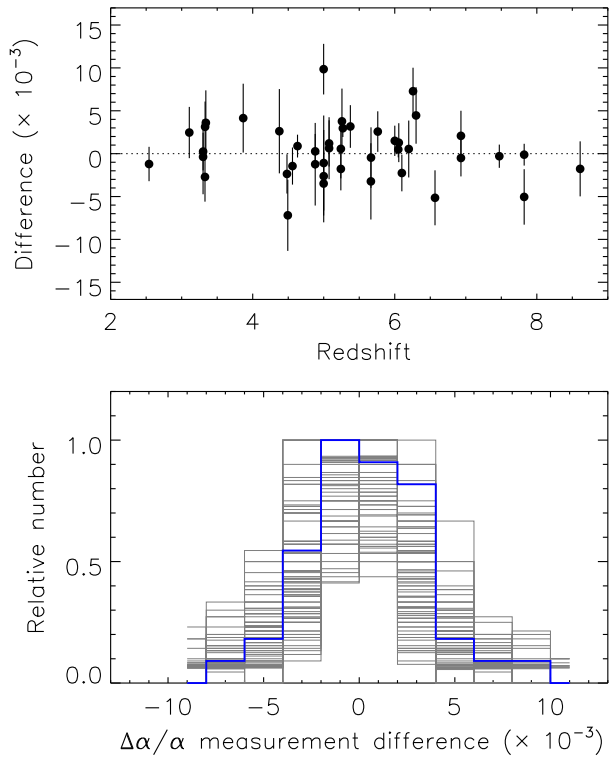 15
10
5
0
−5
−10
−15
Difference (× 10⁻³)
2 4 6 8
Redshift
1.0
0.5
0.0
Relative number
−10 −5 0 5 10
Δα/α measurement difference (× 10⁻³)